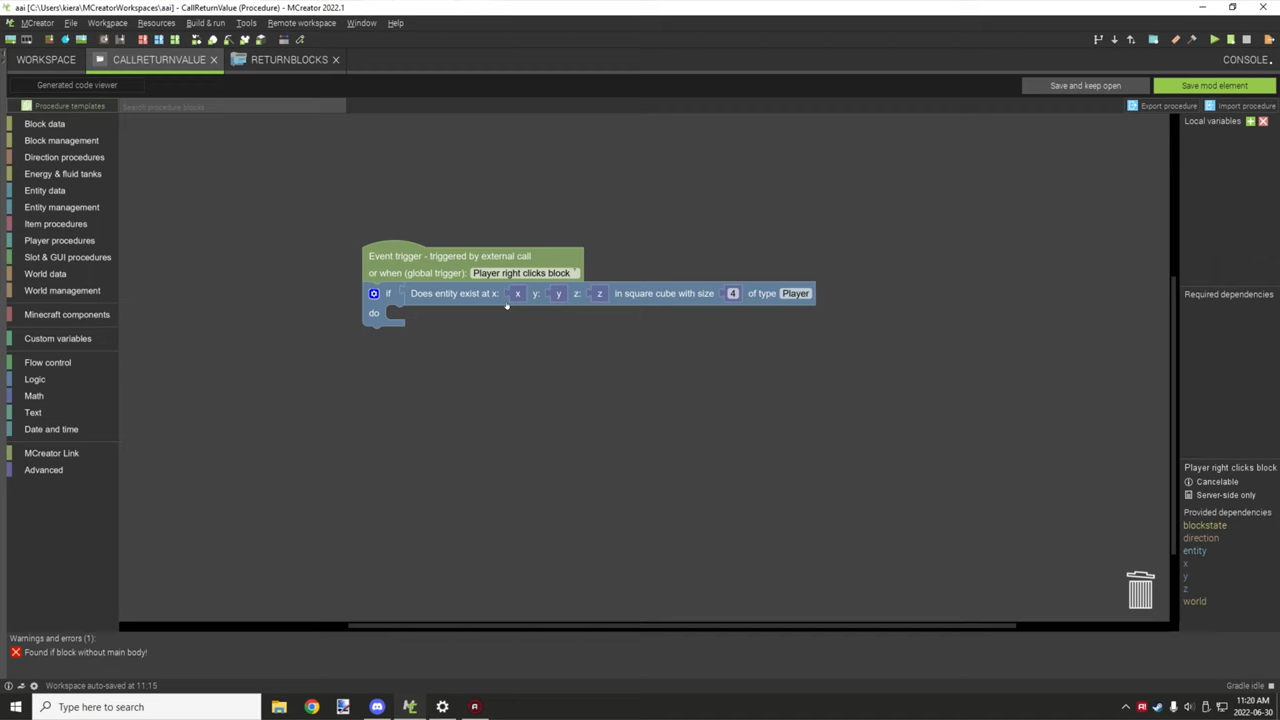 aai [C:\Users\kiera\MCreatorWorkspaces\aai] - CallReturnValue (Procedure) - MCreator 2022.1
MCreator File Workspace Resources Build & run Tools Remote workspace Window Help
WORKSPACE CALLRETURNVALUE RETURNBLOCKS CONSOLE
Generated code viewer Save and keep open Save mod element
Procedure templates Search procedure blocks Export procedure Import procedure
Block data
Block management
Direction procedures
Energy & fluid tanks
Entity data
Entity management
Item procedures
Player procedures
Slot & GUI procedures
World data
World management
Minecraft components
Custom variables
Flow control
Logic
Math
Text
Date and time
MCreator Link
Advanced
Event trigger - triggered by external call
or when (global trigger): Player right clicks block
if Does entity exist at x: x y: y z: z in square cube with size 4 of type Player
do
Local variables
Required dependencies
Player right clicks block
Cancelable
Server-side only
Provided dependencies:
blockstate
direction
entity
x
y
z
world
Warnings and errors (1):
Found if block without main body!
Workspace auto-saved at 11:15 Gradle idle
Type here to search
11:20 AM
2022-06-30